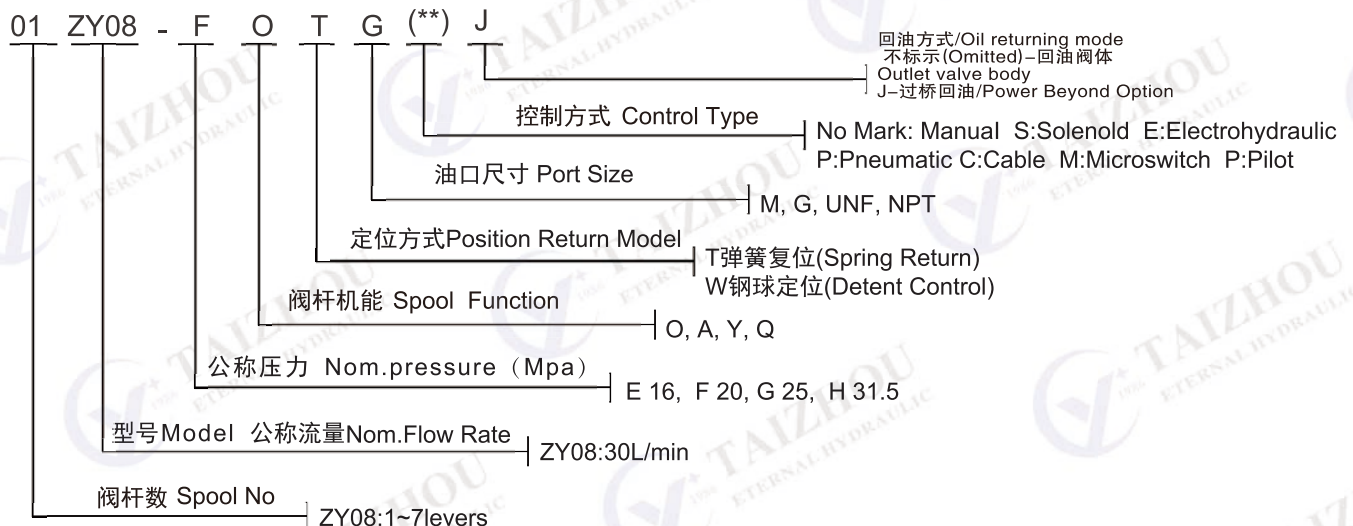 01 ZY08 - F O T G (**) J
回油方式/Oil returning mode
不标示(Omitted)-回油阀体
Outlet valve body
J-过桥回油/Power Beyond Option
控制方式 Control Type
No Mark: Manual S:Solenold E:Electrohydraulic
P:Pneumatic C:Cable M:Microswitch P:Pilot
油口尺寸 Port Size
M, G, UNF, NPT
定位方式Position Return Model
T弹簧复位(Spring Return)
W钢球定位(Detent Control)
阀杆机能 Spool Function
O, A, Y, Q
公称压力 Nom.pressure（Mpa）
E 16, F 20, G 25, H 31.5
型号Model 公称流量Nom.Flow Rate
ZY08:30L/min
阀杆数 Spool No
ZY08:1~7levers
TAIZHOU
ETERNAL HYDRAULIC
1986